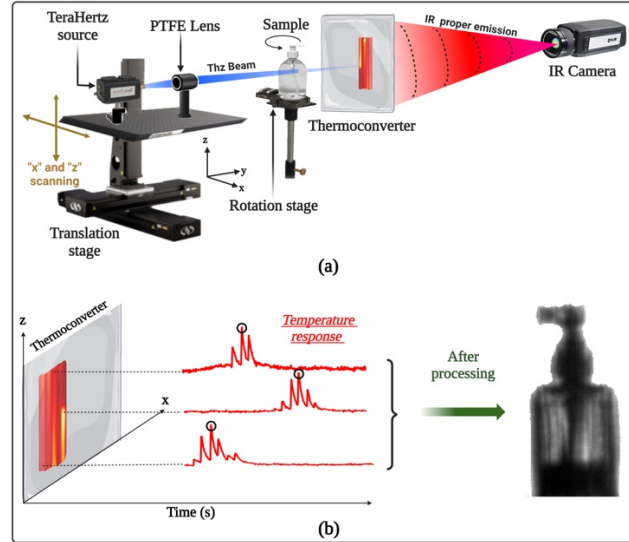 (a)
TeraHertz
source
PTFE Lens
Sample
IR proper emission
IR Camera
Thz Beam
Thermoconverter
"x" and "z"
scanning
z
y
x
Rotation stage
Translation
stage
(a)
z
Thermoconverter
Temperature
response
After
processing
x
Time (s)
(b)